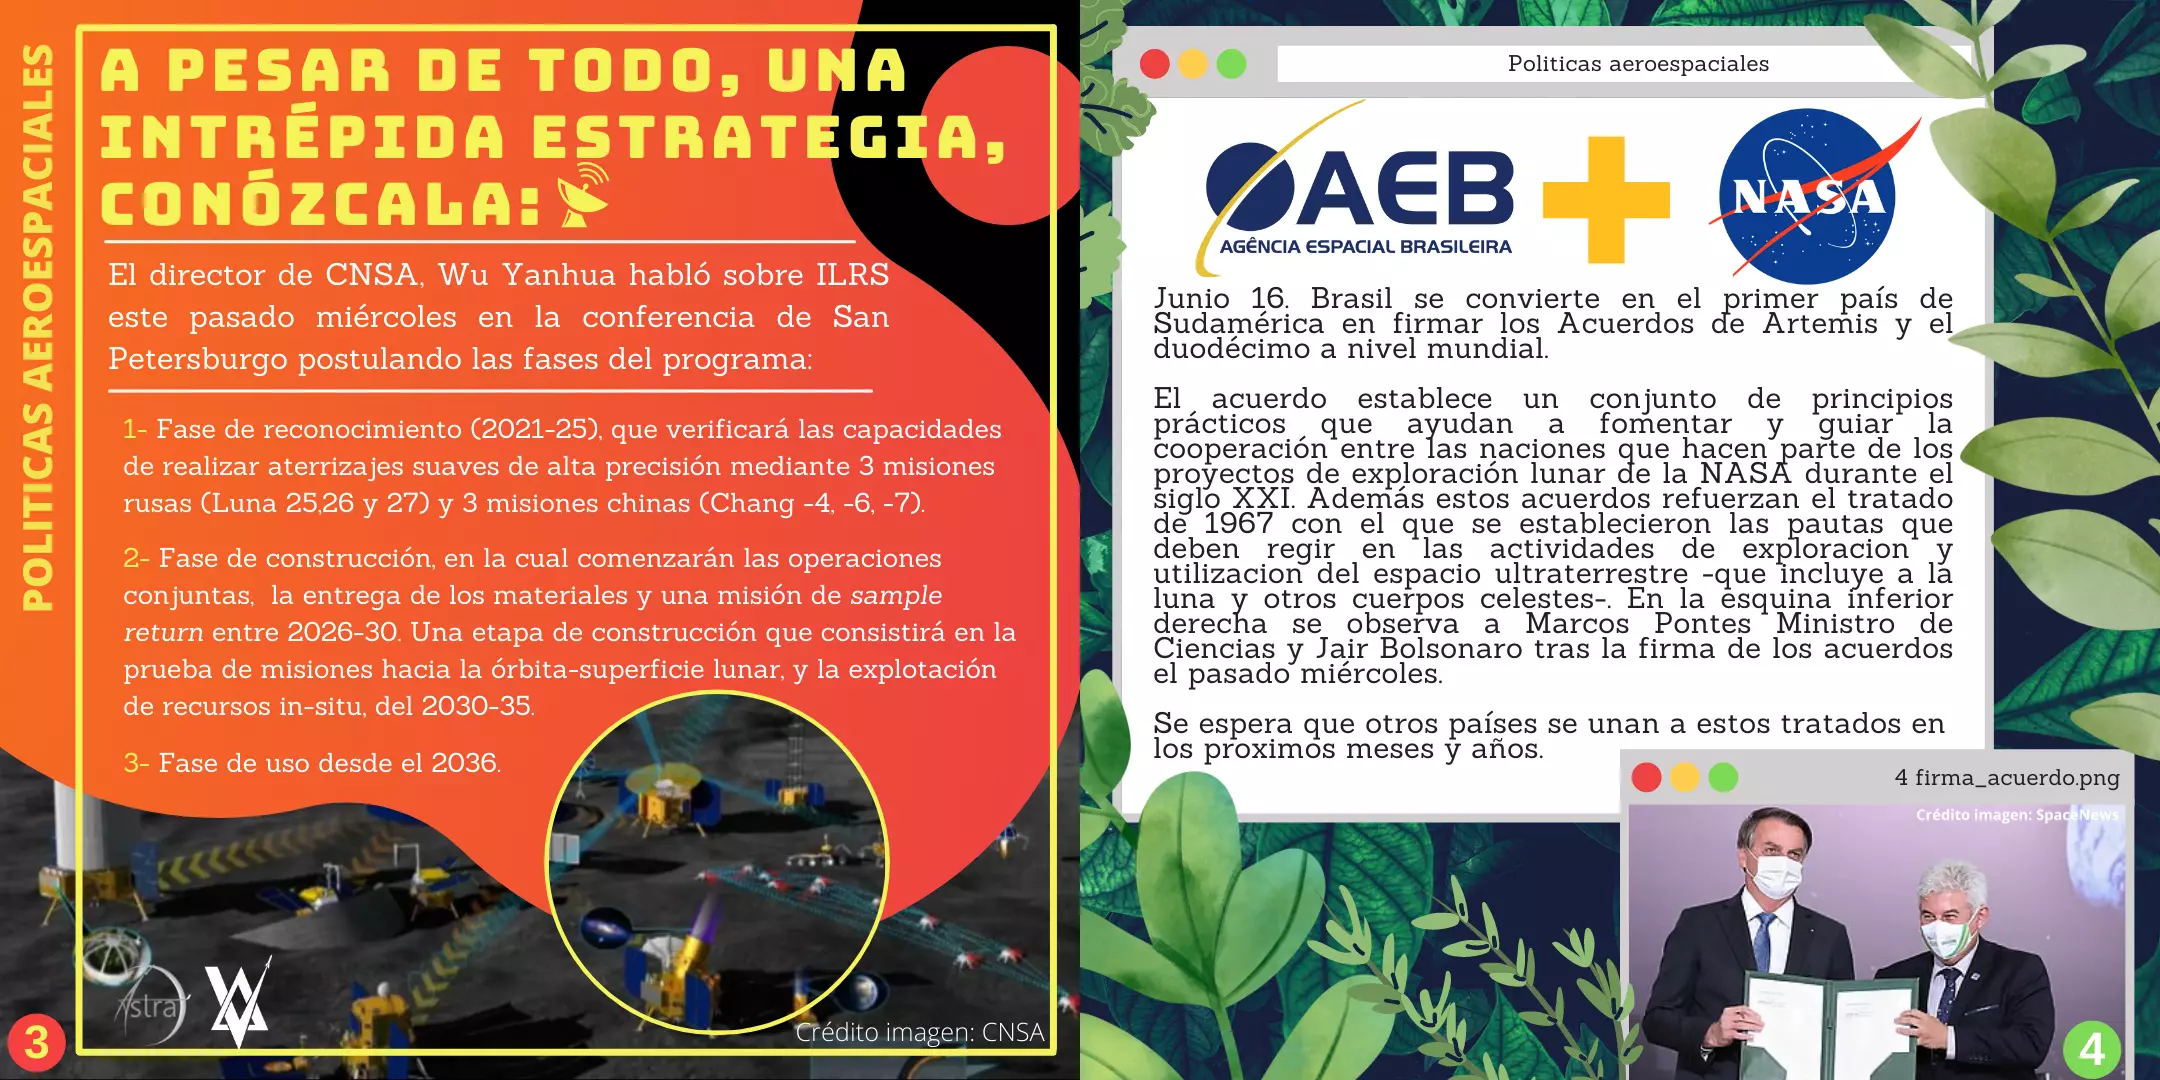 POLITICAS AEROESPACIALES
A PESAR DE TODO, UNA
INTRÉPIDA ESTRATEGIA,
CONÓZCALA:
El director de CNSA, Wu Yanhua habló sobre ILRS
este pasado miércoles en la conferencia de San
Petersburgo postulando las fases del programa:
1- Fase de reconocimiento (2021-25), que verificará las capacidades
de realizar aterrizajes suaves de alta precisión mediante 3 misiones
rusas (Luna 25,26 y 27) y 3 misiones chinas (Chang -4, -6, -7).
2- Fase de construcción, en la cual comenzarán las operaciones
conjuntas, la entrega de los materiales y una misión de sample
return entre 2026-30. Una etapa de construcción que consistirá en la
prueba de misiones hacia la órbita-superficie lunar, y la explotación
de recursos in-situ, del 2030-35.
3- Fase de uso desde el 2036.
Astra
Crédito imagen: CNSA
3
Politicas aeroespaciales
AEB
AGÊNCIA ESPACIAL BRASILEIRA
NASA
Junio 16. Brasil se convierte en el primer país de
Sudamérica en firmar los Acuerdos de Artemis y el
duodécimo a nivel mundial.
El acuerdo establece un conjunto de principios
prácticos que ayudan a fomentar y guiar la
cooperación entre las naciones que hacen parte de los
proyectos de exploración lunar de la NASA durante el
siglo XXI. Además estos acuerdos refuerzan el tratado
de 1967 con el que se establecieron las pautas que
deben regir en las actividades de exploracion y
utilizacion del espacio ultraterrestre -que incluye a la
luna y otros cuerpos celestes-. En la esquina inferior
derecha se observa a Marcos Pontes Ministro de
Ciencias y Jair Bolsonaro tras la firma de los acuerdos
el pasado miércoles.
Se espera que otros países se unan a estos tratados en
los proximos meses y años.
4 firma_acuerdo.png
Crédito imagen: SpaceNews
4